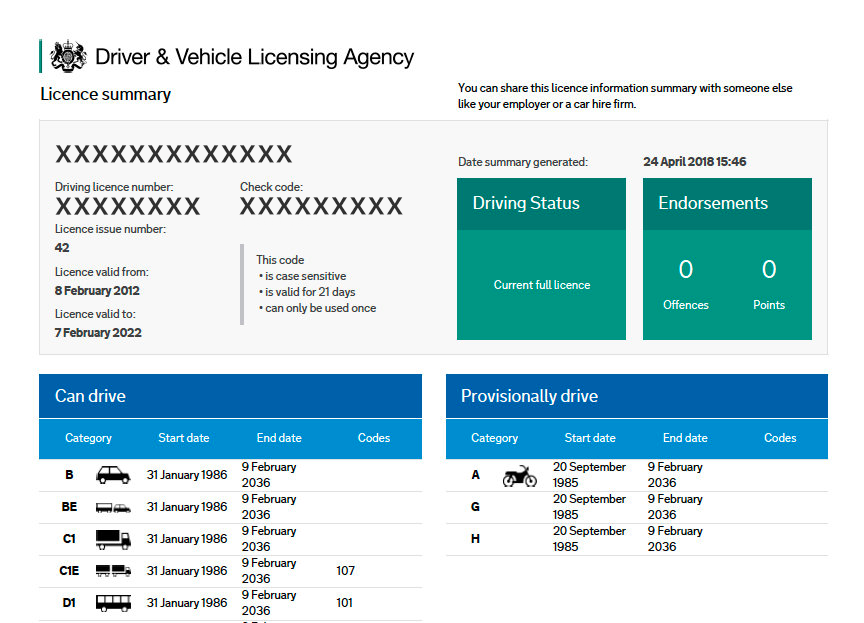 Driver & Vehicle Licensing Agency
Licence summary
You can share this licence information summary with someone else
like your employer or a car hire firm.
XXXXXXXXXXXXX
Date summary generated: 24 April 2018 15:46
Driving licence number: Check code:
XXXXXXXX XXXXXXXXX
Licence issue number:
42
Licence valid from:
8 February 2012
Licence valid to:
7 February 2022
This code
• is case sensitive
• is valid for 21 days
• can only be used once
Driving Status
Current full licence
Endorsements
0 0
Offences Points
Can drive
Category Start date End date Codes
B 31 January 1986 9 February
2036
BE 31 January 1986 9 February
2036
C1 31 January 1986 9 February
2036
C1E 31 January 1986 9 February
2036 107
D1 31 January 1986 9 February
2036 101
Provisionally drive
Category Start date End date Codes
A 20 September 9 February
1985 2036
G 20 September 9 February
1985 2036
H 20 September 9 February
1985 2036